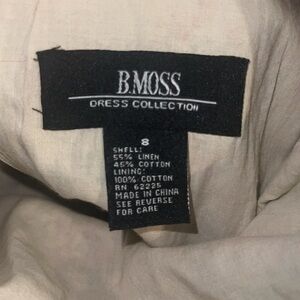 B.MOSS
DRESS COLLECTION
8
SHELL:
55% LINEN
45% COTTON
LINING:
100% COTTON
RN 62225
MADE IN CHINA
SEE REVERSE
FOR CARE